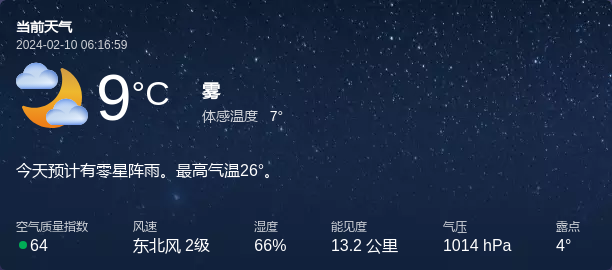 当前天气
2024-02-10 06:16:59
9°C
雾
体感温度 7°
今天预计有零星阵雨。最高气温26°。
空气质量指数 风速 湿度 能见度 气压 露点
64 东北风 2级 66% 13.2 公里 1014 hPa 4°